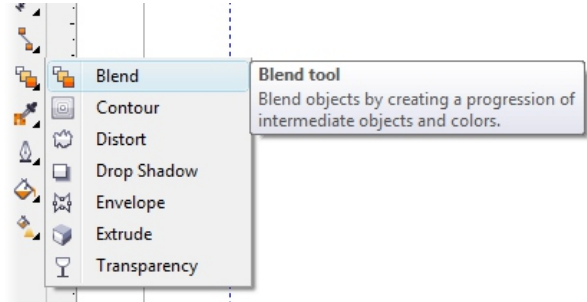 Blend
Contour
Distort
Drop Shadow
Envelope
Extrude
Transparency
Blend tool
Blend objects by creating a progression of
intermediate objects and colors.